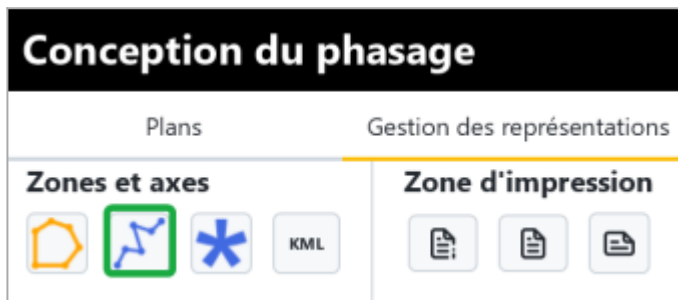 Conception du phasage
Plans
Gestion des représentations
Zones et axes
Zone d'impression
KML